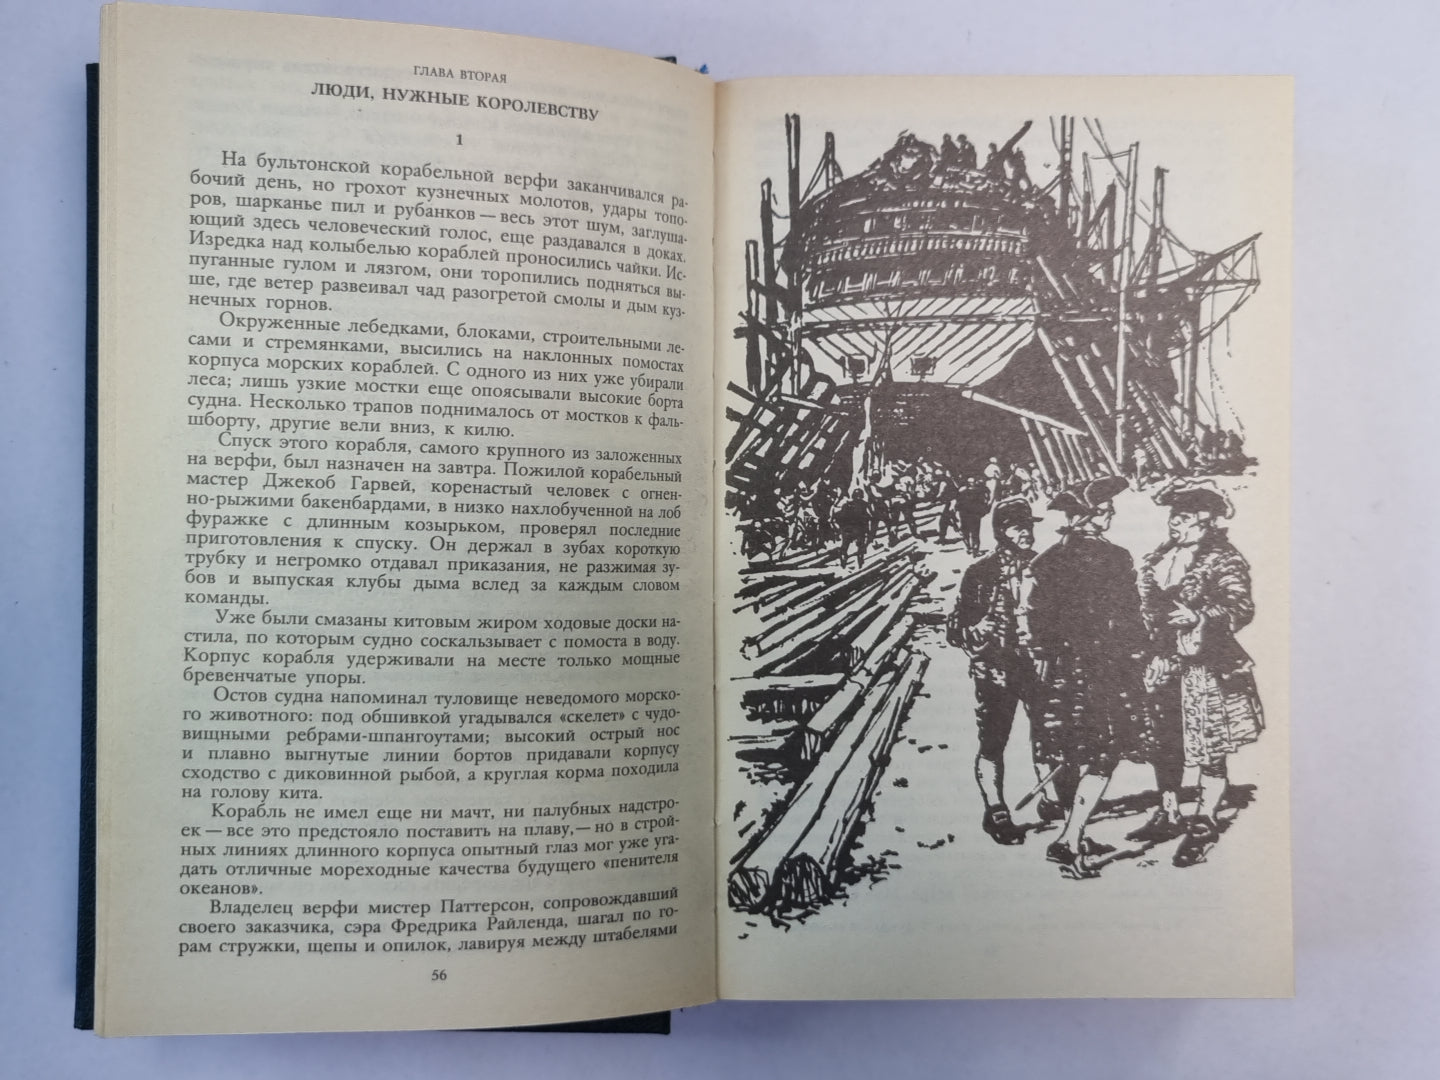 ГЛАВА ВТОРАЯ
ЛЮДИ, НУЖНЫЕ КОРОЛЕВСТВУ
1
На бультонской корабельной верфи заканчивался ра-
бочий день, но грохот кузнечных молотов, удары топо-
ров, шарканье пил и рубанков — весь этот шум, заглуша-
ющий здесь человеческий голос, еще раздавался в доках.
Изредка над колыбелью кораблей проносились чайки. Ис-
пуганные гулом и лязгом, они торопились подняться вы-
ше, где ветер развеивал чад разогретой смолы и дым куз-
нечных горнов.
Окруженные лебедками, блоками, строительными ле-
сами и стремянками, высились на наклонных помостах
корпуса морских кораблей. С одного из них уже убирали
леса; лишь узкие мостки еще опоясывали высокие борта
судна. Несколько трапов поднималось от мостков к фаль-
шборту, другие вели вниз, к килю.
Спуск этого корабля, самого крупного из заложенных
на верфи, был назначен на завтра. Пожилой корабельный
мастер Джекоб Гарвей, коренастый человек с огнен-
но-рыжими бакенбардами, в низко нахлобученной на лоб
фуражке с длинным козырьком, проверял последние
приготовления к спуску. Он держал в зубах короткую
трубку и негромко отдавал приказания, не разжимая зу-
бов и выпуская клубы дыма вслед за каждым словом
команды.
Уже были смазаны китовым жиром ходовые доски на-
стила, по которым судно соскальзывает с помоста в воду.
Корпус корабля удерживали на месте только мощные
бревенчатые упоры.
Остов судна напоминал туловище неведомого морско-
го животного: под обшивкой угадывался «скелет» с чудо-
вищными ребрами-шпангоутами; высокий острый нос
и плавно выгнутые линии бортов придавали корпусу
сходство с диковинной рыбой, а круглая корма походила
на голову кита.
Корабль не имел еще ни мачт, ни палубных надстро-
ек — все это предстояло поставить на плаву, — но в строй-
ных линиях длинного корпуса опытный глаз мог уже уга-
дать отличные мореходные качества будущего «пенителя
океанов».
Владелец верфи мистер Паттерсон, сопровождавший
своего заказчика, сэра Фредрика Райленда, шагал по го-
рам стружки, щепы и опилок, лавируя между штабелями
56